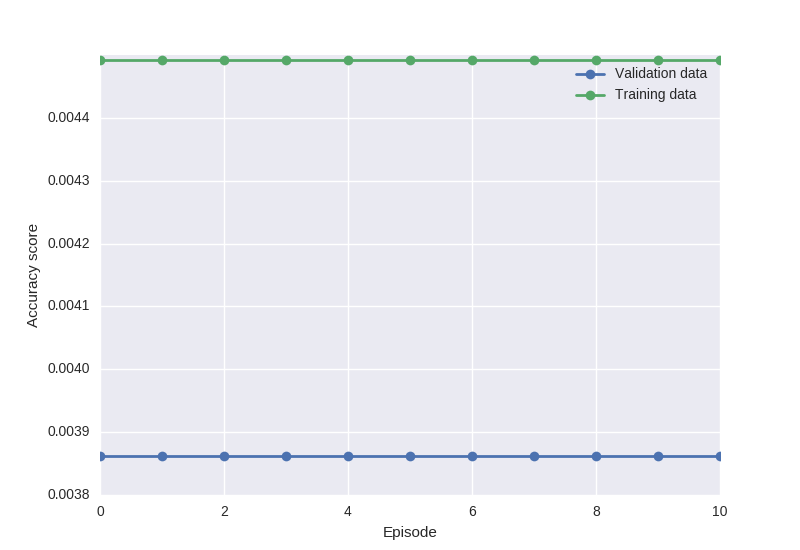 Validation data
Training data
0.0044
0.0043
0.0042
0.0041
0.0040
0.0039
0.0038
Accuracy score
0 2 4 6 8 10
Episode